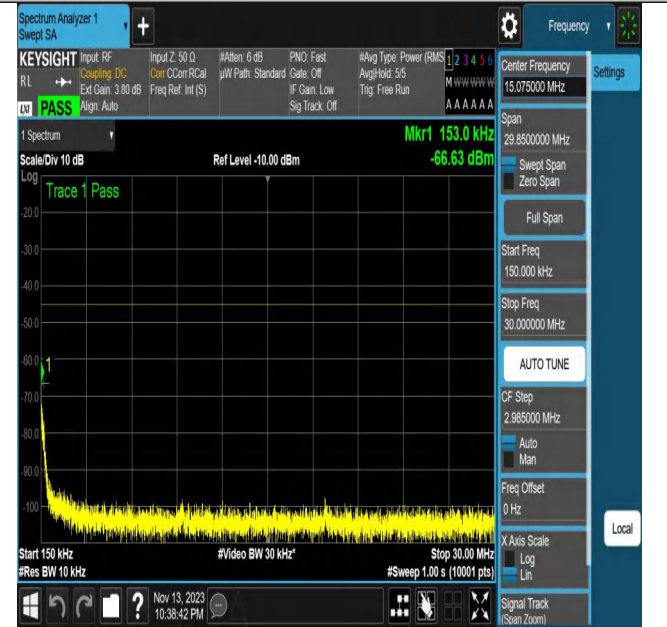 Spectrum Analyzer 1
Swept SA
+
Frequency
KEYSIGHT
RL
PASS
Input: RF
Coupling: DC
Ext Gain: 3.80 dB
Align: Auto
Input Z: 50 Ω
Corr CCorr RCal
Freq Ref: Int (S)
#Atten: 6 dB
µW Path: Standard
PNO: Fast
Gate: Off
IF Gain: Low
Sig Track: Off
#Avg Type: Power (RMS
Avg|Hold: 5/5
Trig: Free Run
1 2 3 4 5 6
M W W W W W
A A A A A A
1 Spectrum
Scale/Div 10 dB
Log
Ref Level -10.00 dBm
Mkr1 153.0 kHz
-66.63 dBm
Trace 1 Pass
-20.0
-30.0
-40.0
-50.0
-60.0
1
-70.0
-80.0
-90.0
-100
Start 150 kHz
#Res BW 10 kHz
#Video BW 30 kHz*
Stop 30.00 MHz
#Sweep 1.00 s (10001 pts)
Center Frequency
15.075000 MHz
Span
29.8500000 MHz
Swept Span
Zero Span
Full Span
Start Freq
150.000 kHz
Stop Freq
30.000000 MHz
AUTO TUNE
CF Step
2.985000 MHz
Auto
Man
Freq Offset
0 Hz
X Axis Scale
Log
Lin
Signal Track
(Span Zoom)
Settings
Local
?
Nov 13, 2023
10:38:42 PM